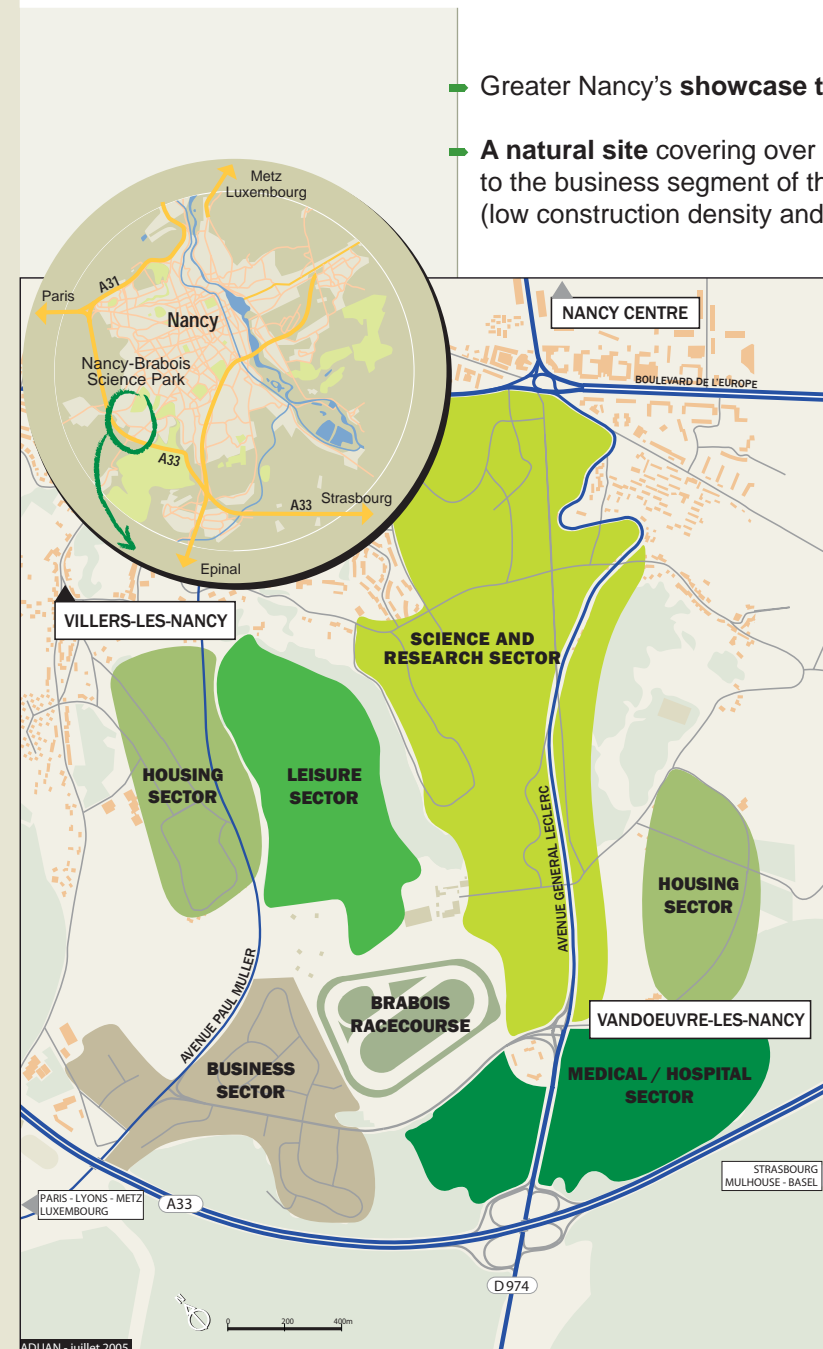 Greater Nancy's showcase t
A natural site covering over
to the business segment of th
(low construction density and
Metz
Luxembourg
Paris
A31
Nancy
Nancy-Brabois
Science Park
A33
A33
Strasbourg
Epinal
NANCY CENTRE
BOULEVARD DE L'EUROPE
VILLERS-LES-NANCY
SCIENCE AND
RESEARCH SECTOR
HOUSING
SECTOR
LEISURE
SECTOR
AVENUE GENERAL LECLERC
HOUSING
SECTOR
AVENUE PAUL MULLER
BRABOIS
RACECOURSE
VANDOEUVRE-LES-NANCY
BUSINESS
SECTOR
MEDICAL / HOSPITAL
SECTOR
STRASBOURG
MULHOUSE - BASEL
PARIS - LYONS - METZ
LUXEMBOURG
A33
D 974
N
0 200 400m
ADUAN - juillet 2005